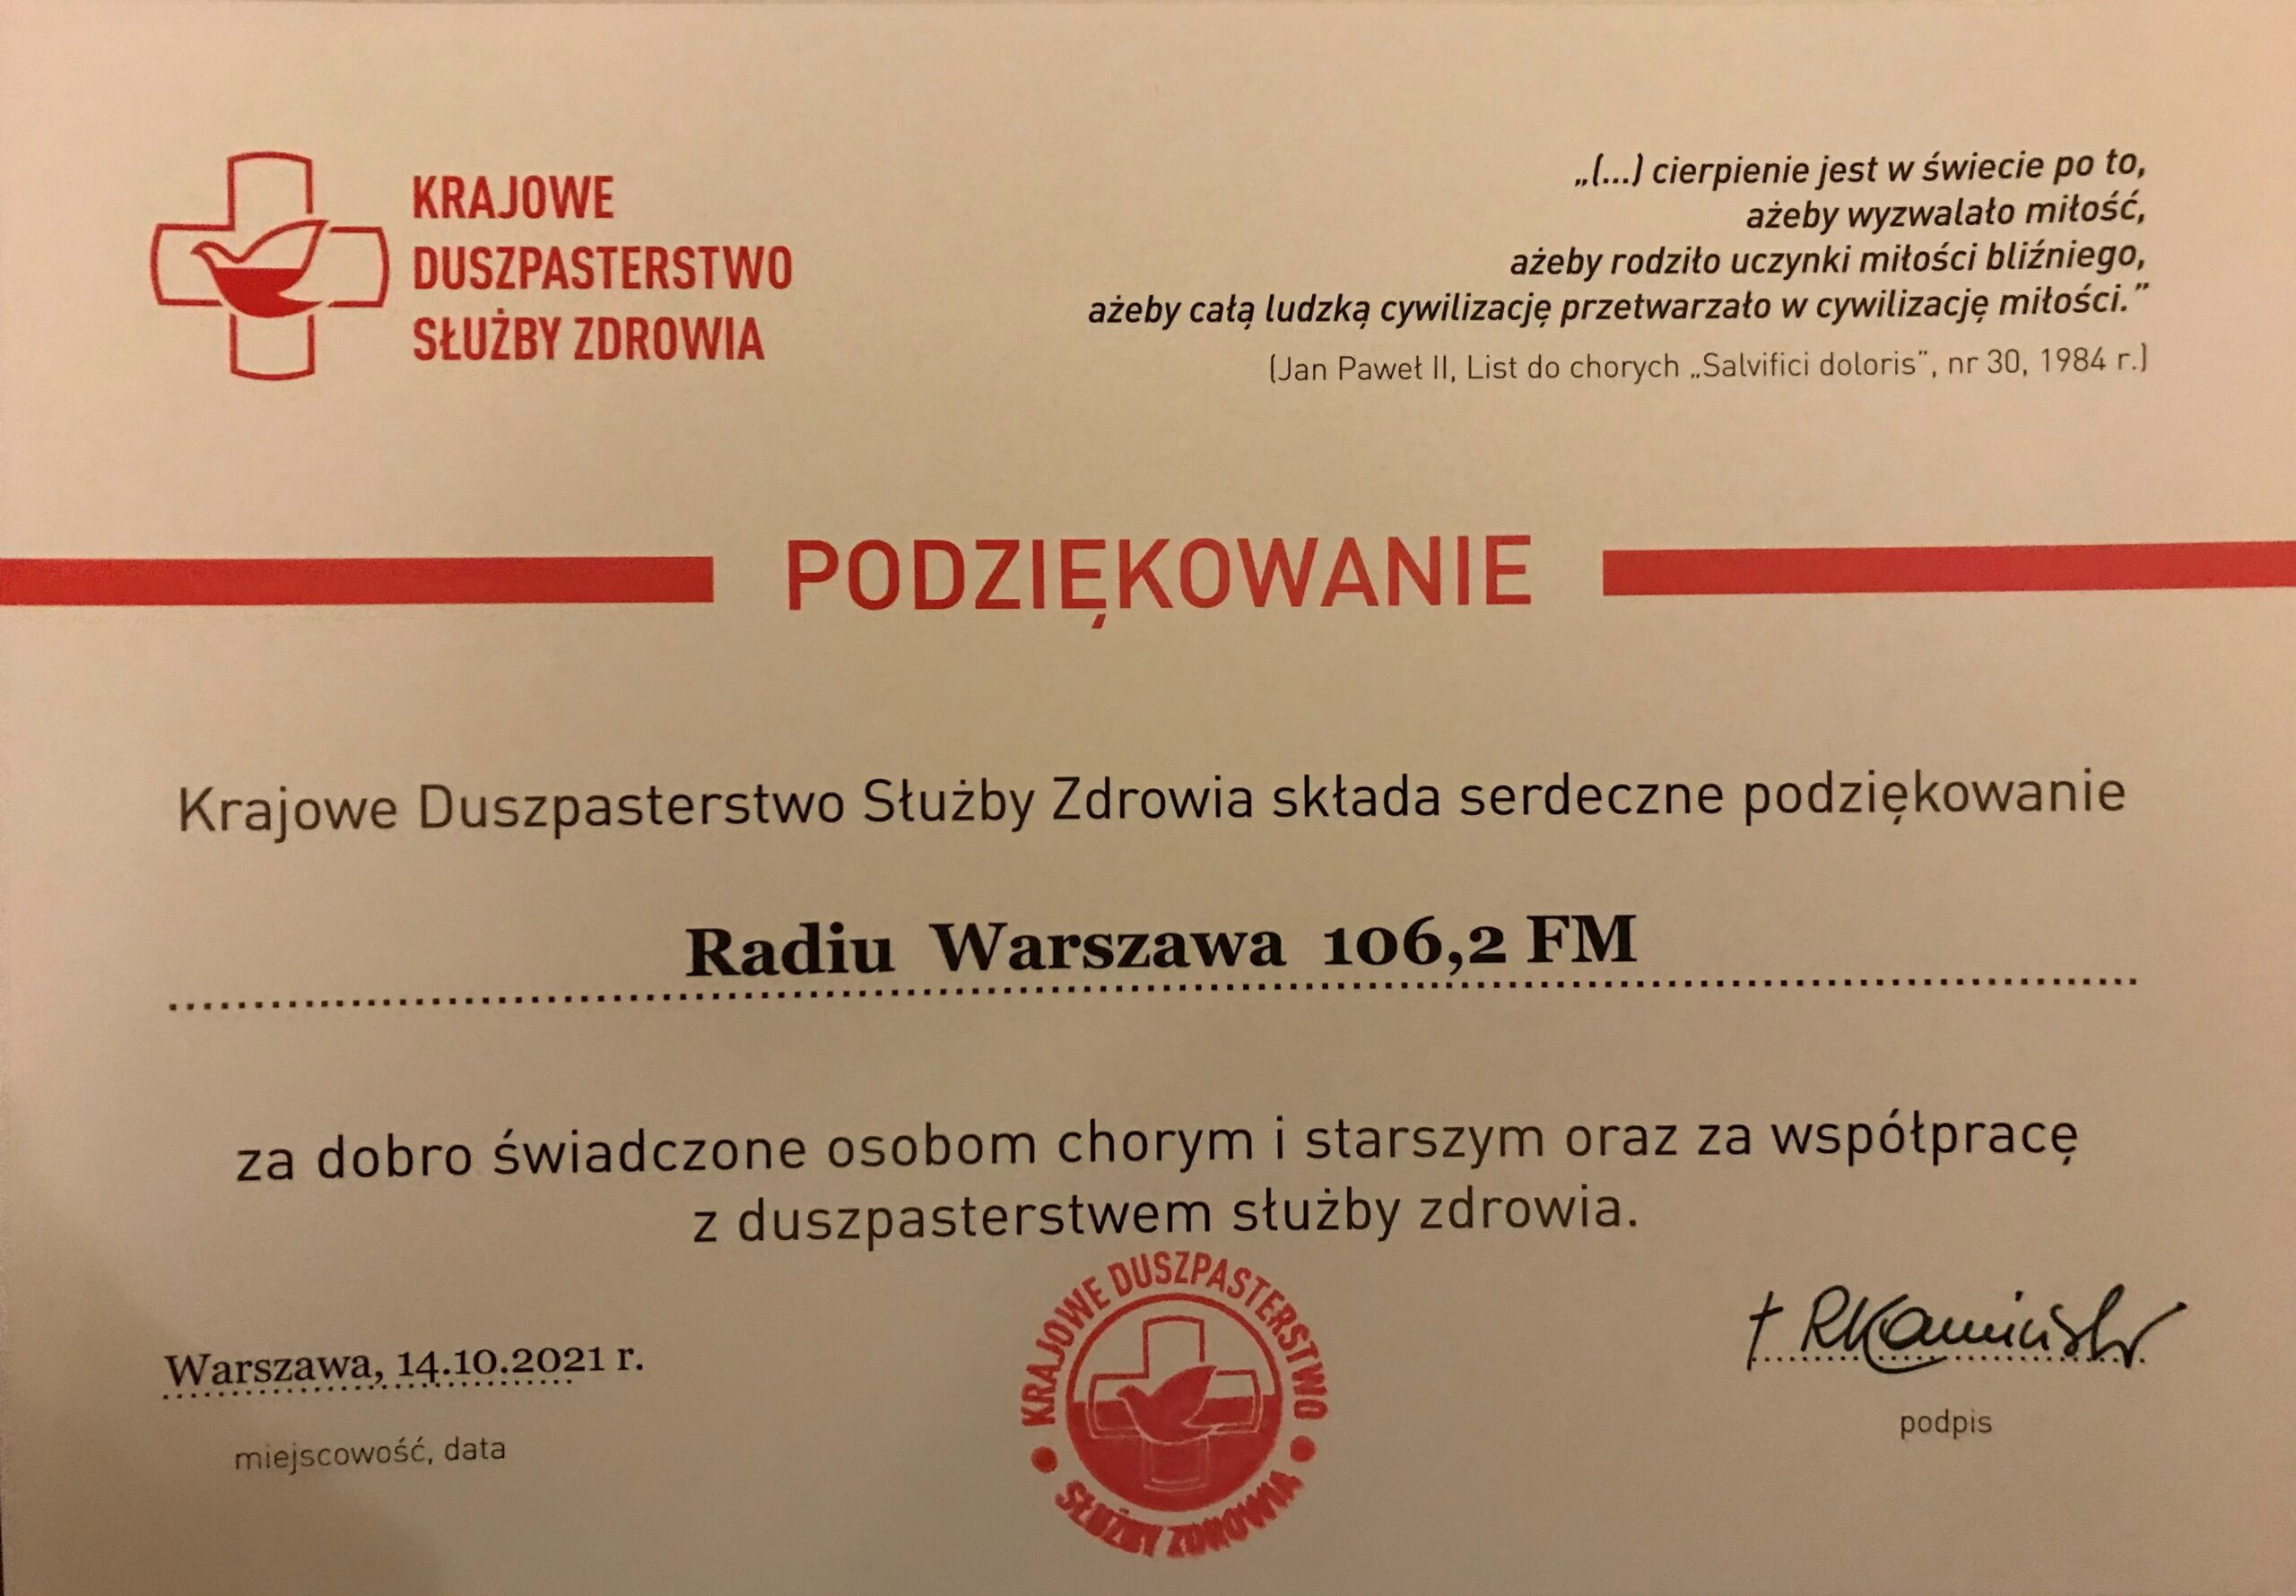 KRAJOWE
DUSZPASTERSTWO
SŁUŻBY ZDROWIA
„(...) cierpienie jest w świecie po to,
ażeby wyzwalało miłość,
ażeby rodziło uczynki miłości bliźniego,
ażeby całą ludzką cywilizację przetwarzało w cywilizację miłości.”
(Jan Paweł II, List do chorych „Salvifici doloris”, nr 30, 1984 r.)
PODZIĘKOWANIE
Krajowe Duszpasterstwo Służby Zdrowia składa serdeczne podziękowanie
Radiu Warszawa 106,2 FM
za dobro świadczone osobom chorym i starszym oraz za współpracę
z duszpasterstwem służby zdrowia.
Warszawa, 14.10.2021 r.
miejscowość, data
KRAJOWE DUSZPASTERSTWO
SŁUŻBY ZDROWIA
† RKamiński
podpis